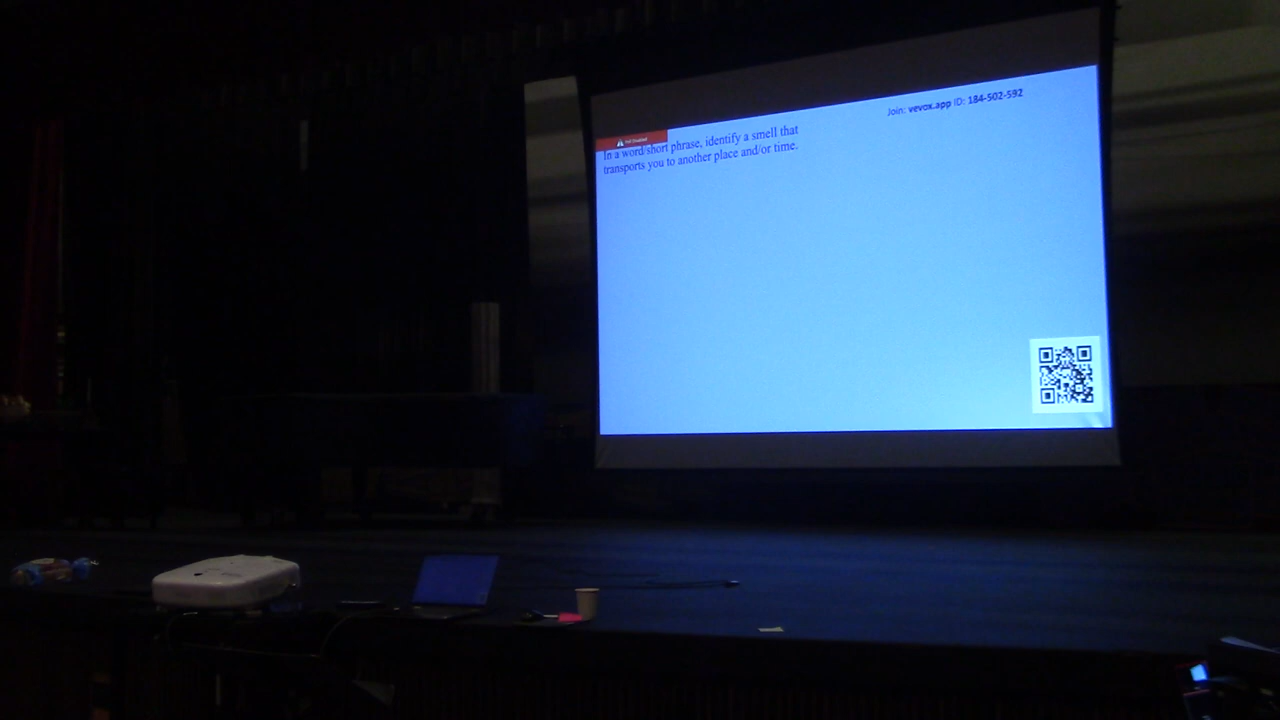 Join: vevox.app ID: 184-502-592
In a word/short phrase, identify a smell that
transports you to another place and/or time.